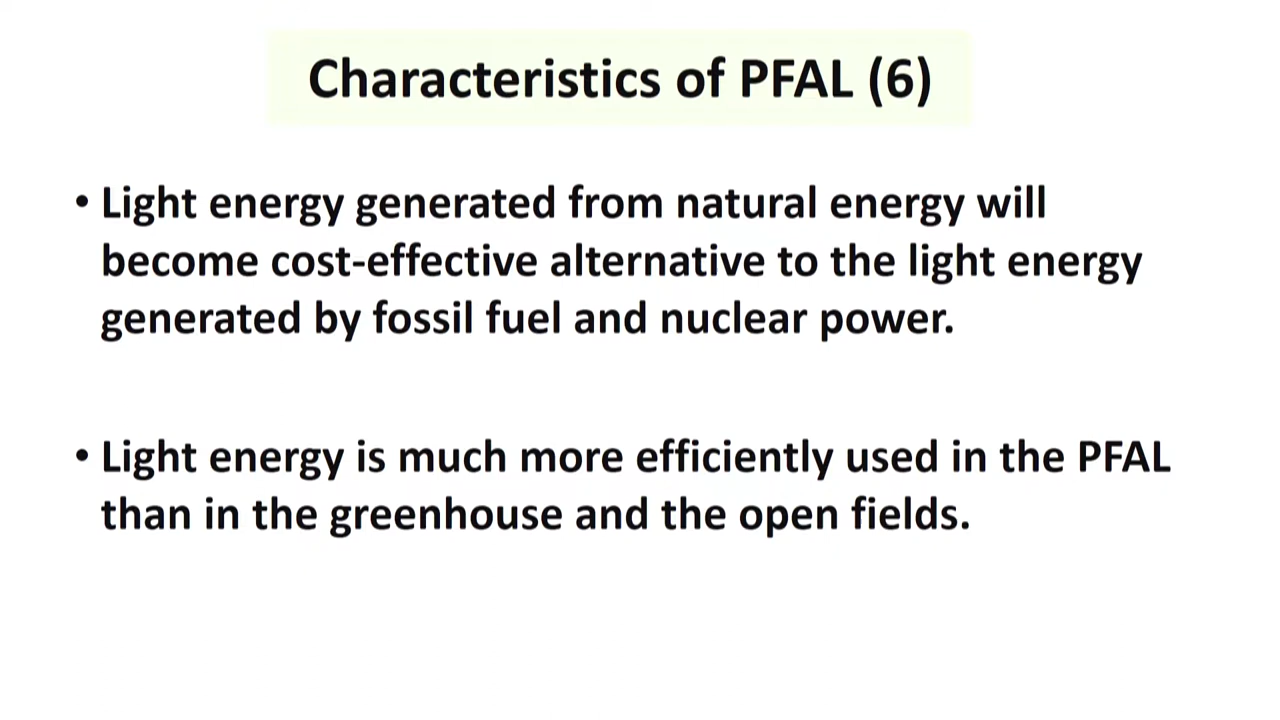 Characteristics of PFAL (6)
• Light energy generated from natural energy will
become cost-effective alternative to the light energy
generated by fossil fuel and nuclear power.
• Light energy is much more efficiently used in the PFAL
than in the greenhouse and the open fields.